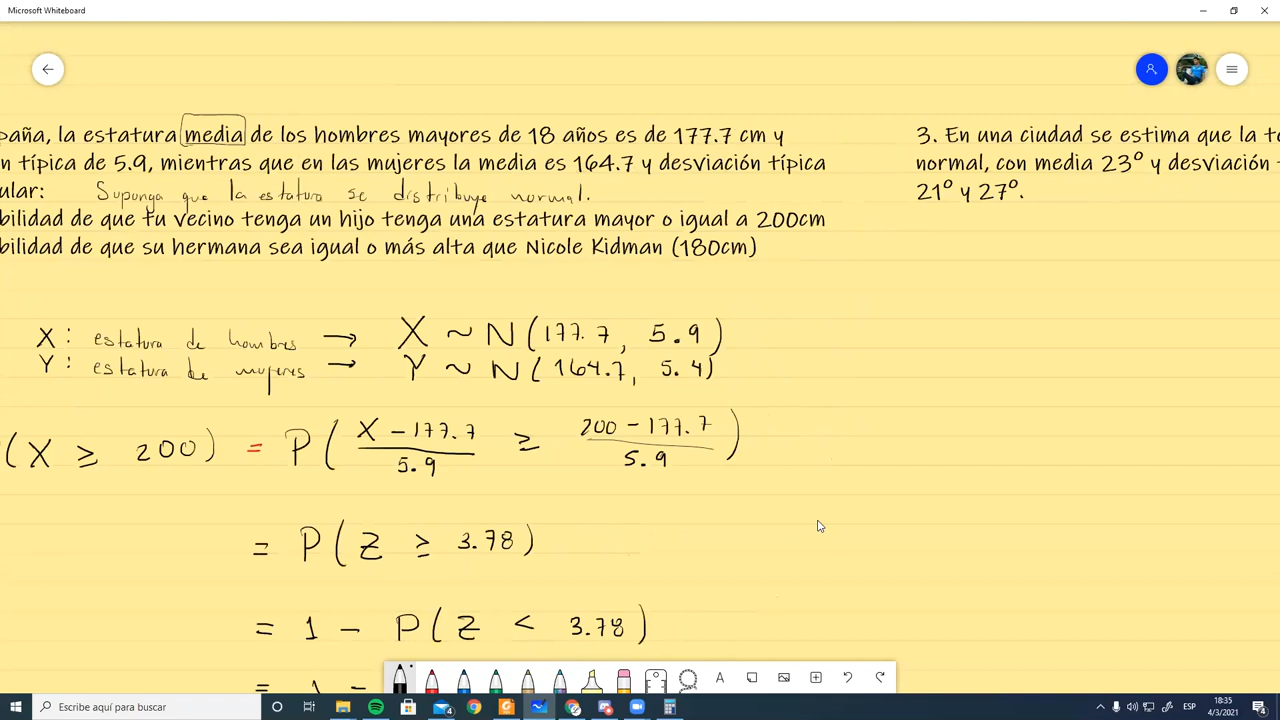 Microsoft Whiteboard
paña, la estatura media de los hombres mayores de 18 años es de 177.7 cm y
n típica de 5.9, mientras que en las mujeres la media es 164.7 y desviación típica
ular: Suponga que la estatura se distribuye normal.
bilidad de que tu vecino tenga un hijo tenga una estatura mayor o igual a 200cm
bilidad de que su hermana sea igual o más alta que Nicole Kidman (180cm)
3. En una ciudad se estima que la te
normal, con media 23° y desviación t
21° y 27°.
X: estatura de hombres → X ~ N(177.7, 5.9)
Y: estatura de mujeres → Y ~ N(164.7, 5.4)
(X ≥ 200) = P( X - 177.7 / 5.9 ≥ 200 - 177.7 / 5.9 )
= P(Z ≥ 3.78)
= 1 - P(Z < 3.78)
= 1 -
A
Escribe aquí para buscar
4
ESP
18:35
4/3/2021
4